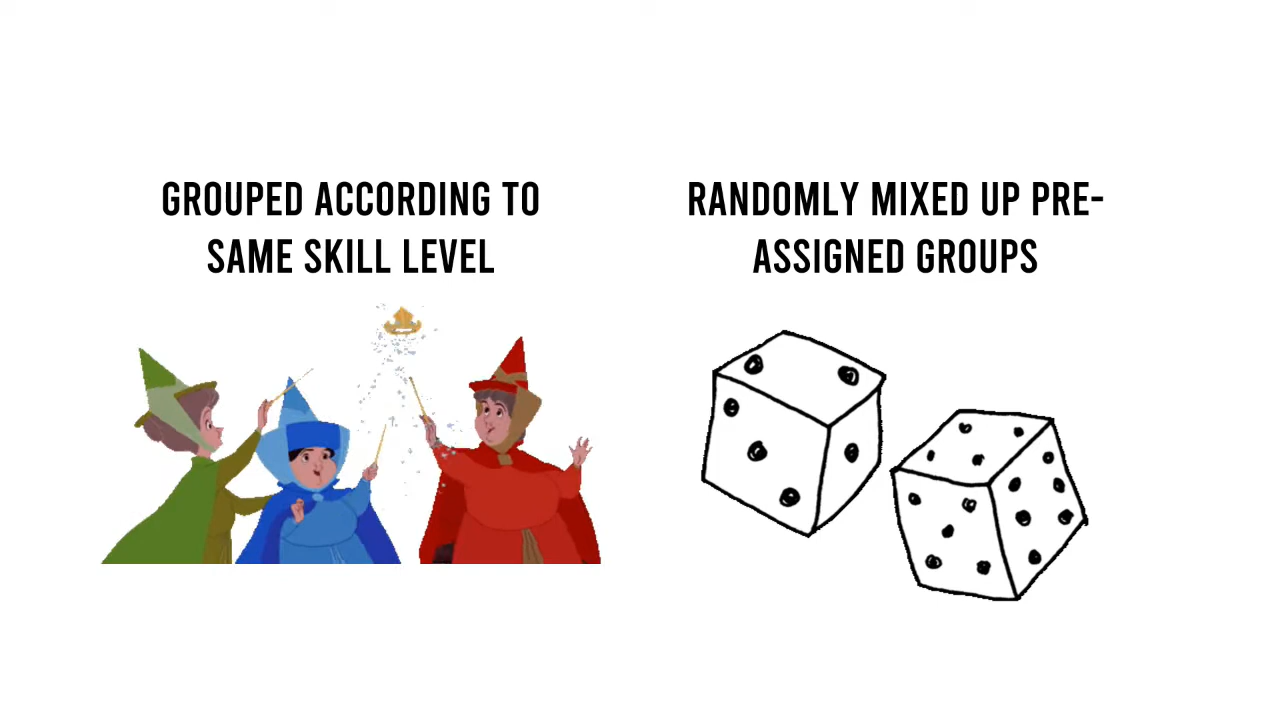 GROUPED ACCORDING TO
SAME SKILL LEVEL
RANDOMLY MIXED UP PRE-
ASSIGNED GROUPS